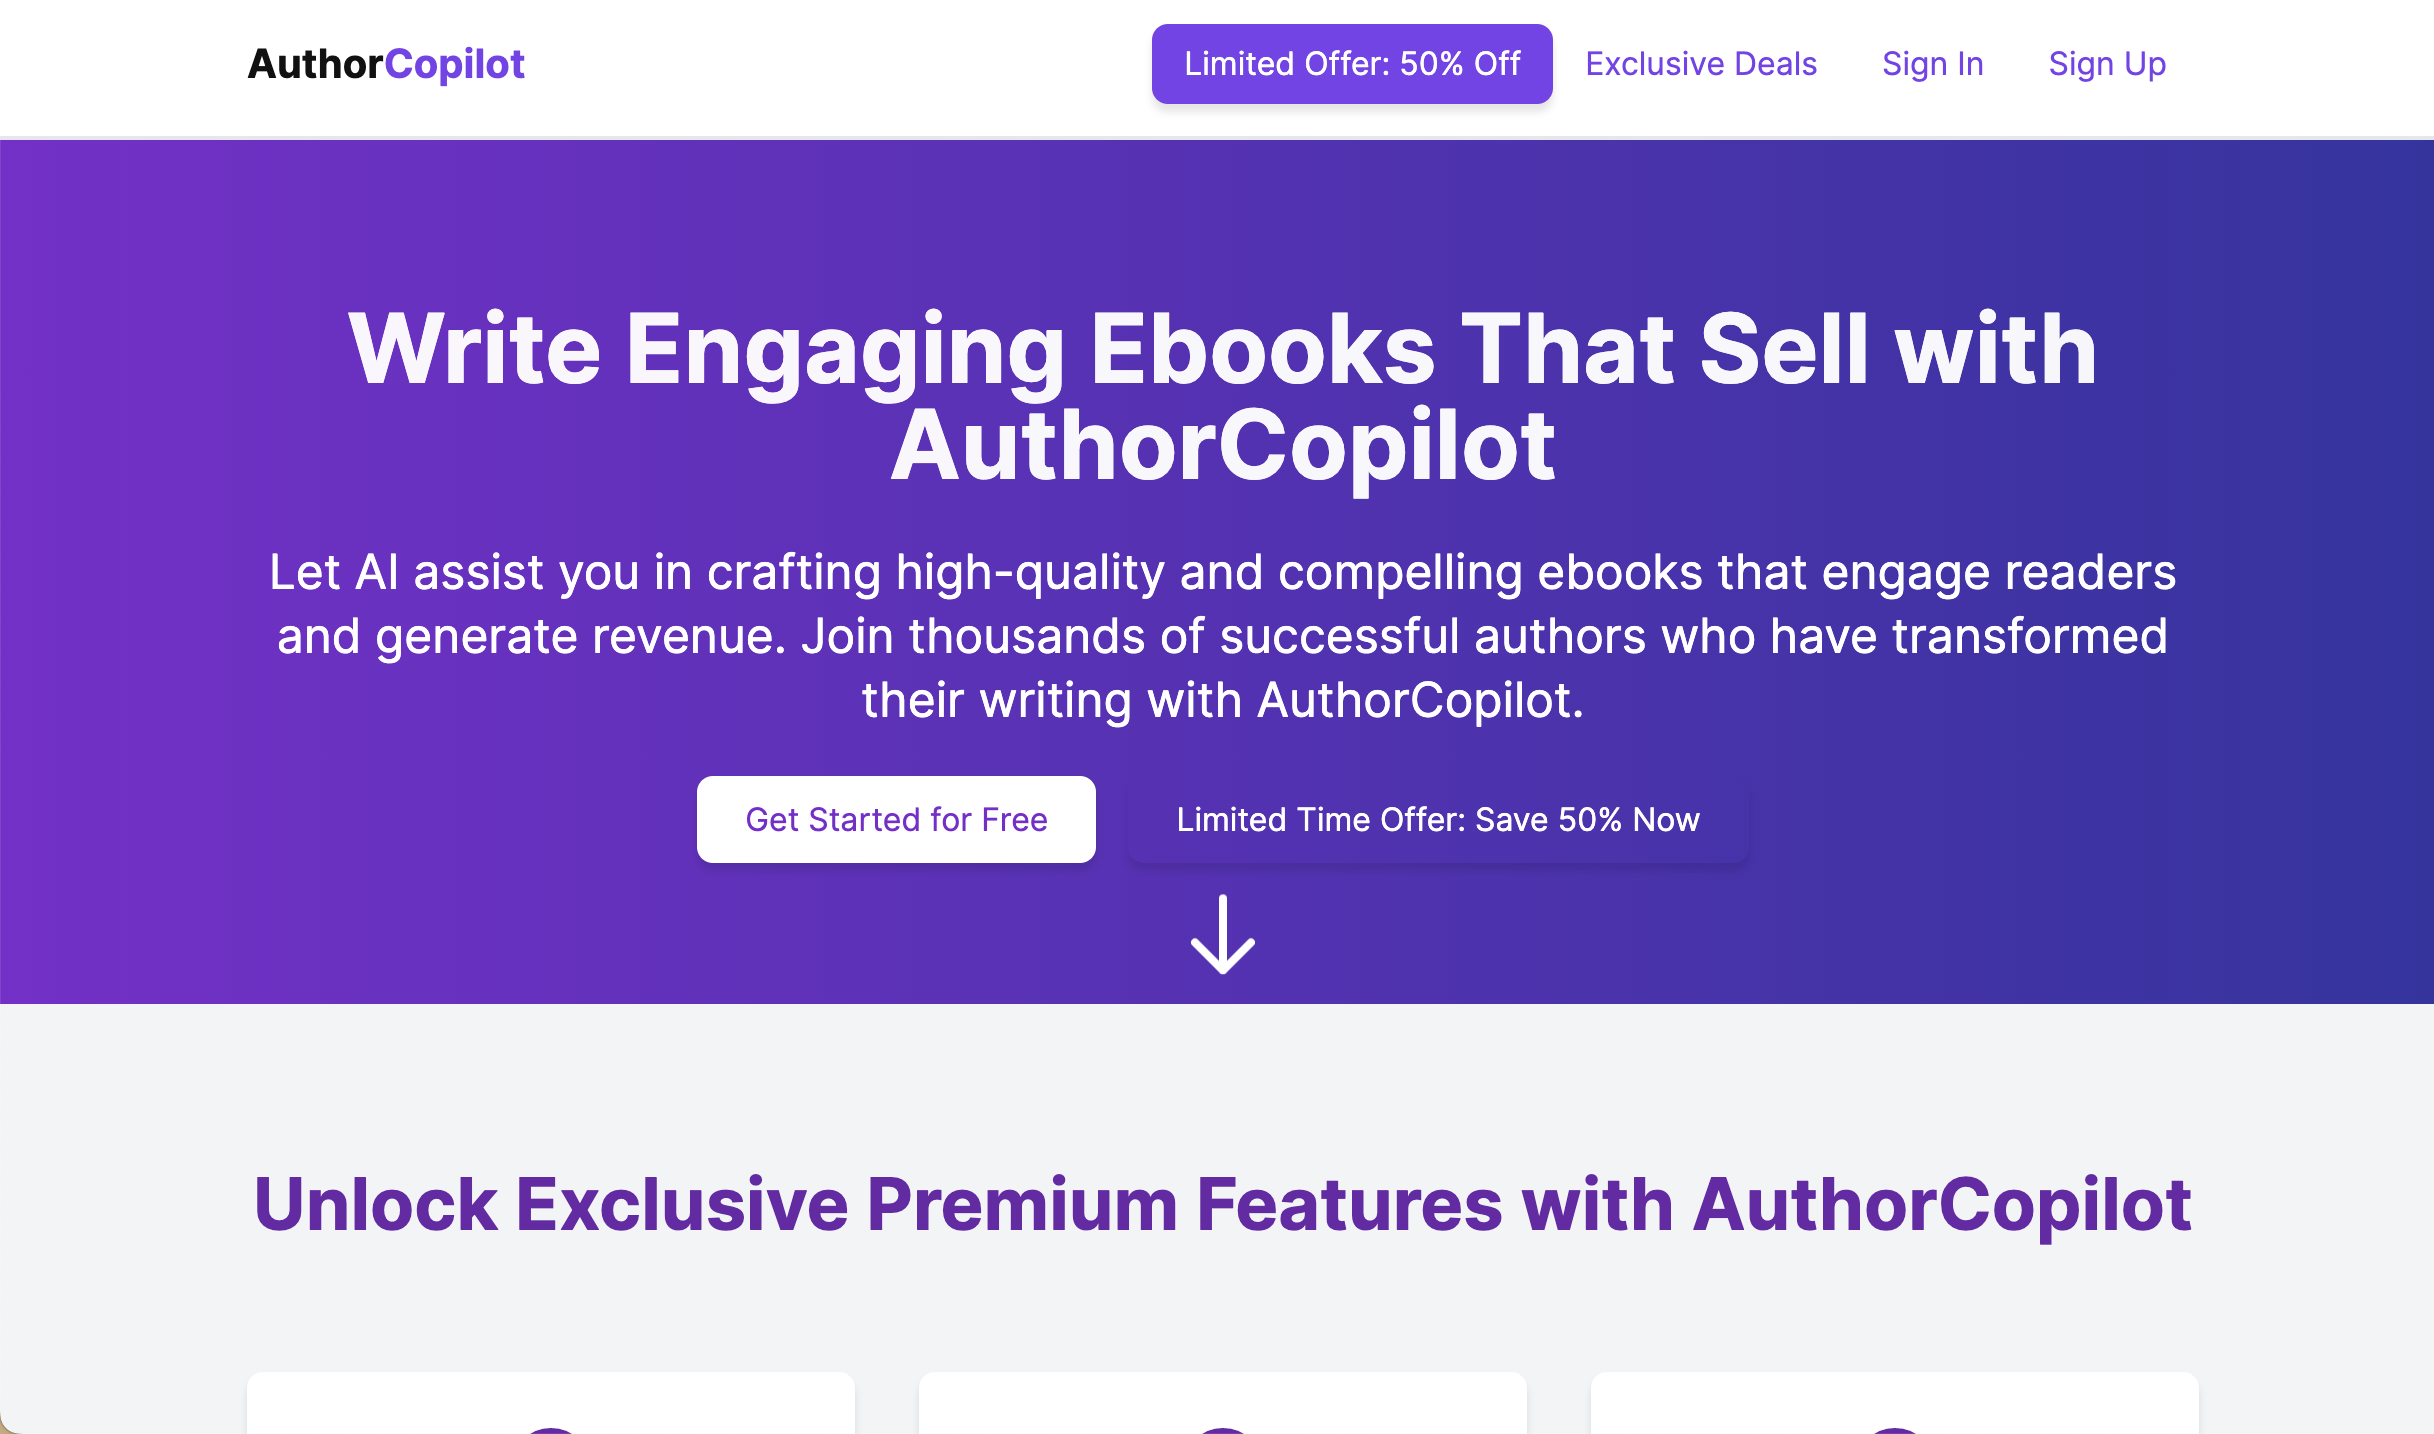 AuthorCopilot
Limited Offer: 50% Off
Exclusive Deals
Sign In
Sign Up
Write Engaging Ebooks That Sell with
AuthorCopilot
Let AI assist you in crafting high-quality and compelling ebooks that engage readers
and generate revenue. Join thousands of successful authors who have transformed
their writing with AuthorCopilot.
Get Started for Free
Limited Time Offer: Save 50% Now
Unlock Exclusive Premium Features with AuthorCopilot